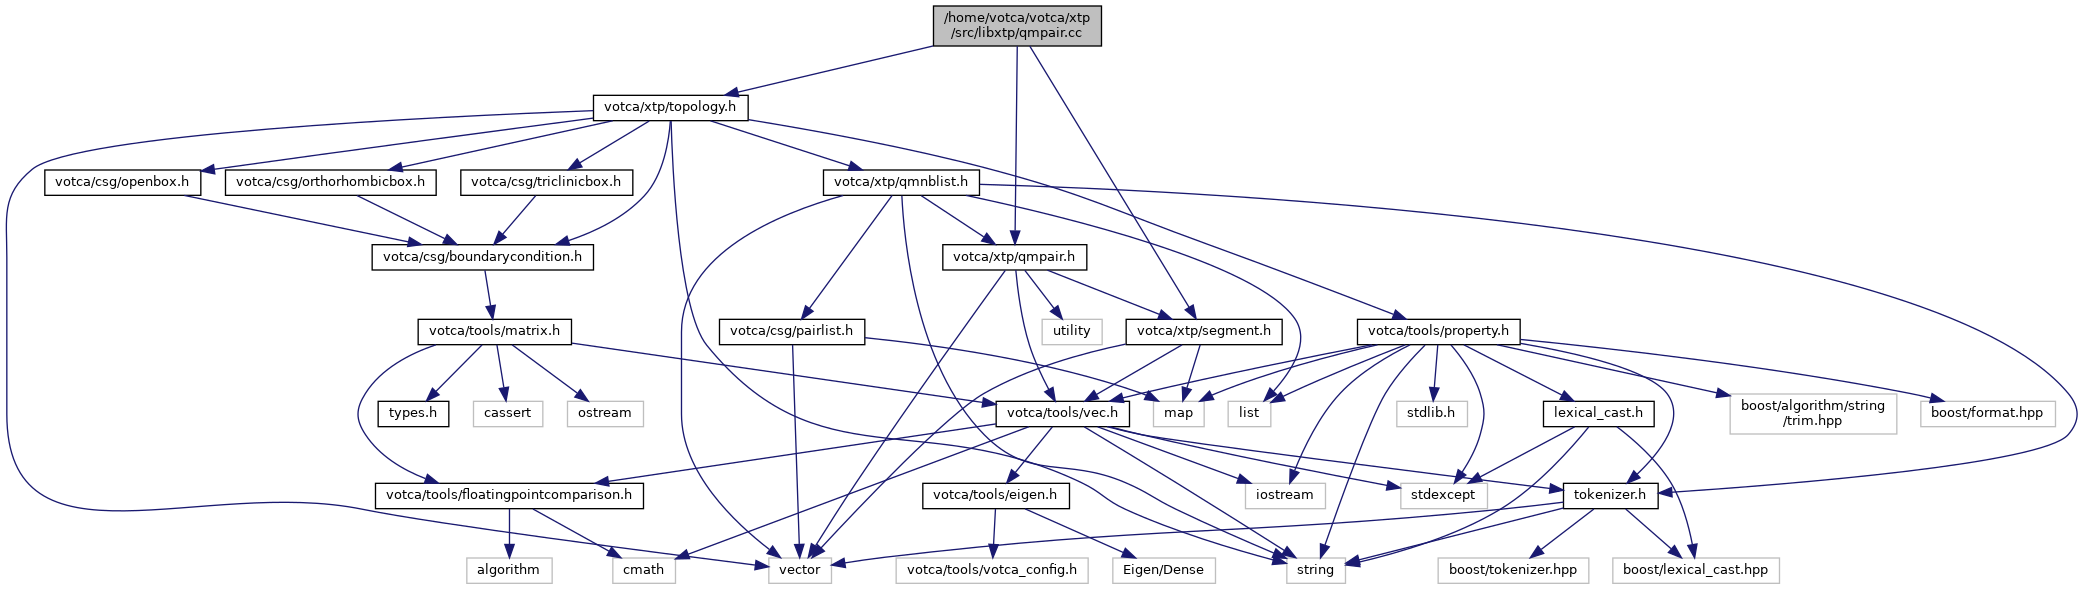 /home/votca/votca/xtp
/src/libxtp/qmpair.cc
votca/xtp/topology.h
votca/csg/openbox.h
votca/csg/orthorhombicbox.h
votca/csg/triclinicbox.h
votca/xtp/qmnblist.h
votca/csg/boundarycondition.h
votca/xtp/qmpair.h
votca/tools/matrix.h
votca/csg/pairlist.h
utility
votca/xtp/segment.h
votca/tools/property.h
types.h
cassert
ostream
votca/tools/vec.h
map
list
stdlib.h
lexical_cast.h
boost/algorithm/string
/trim.hpp
boost/format.hpp
votca/tools/floatingpointcomparison.h
votca/tools/eigen.h
iostream
stdexcept
tokenizer.h
algorithm
cmath
vector
votca/tools/votca_config.h
Eigen/Dense
string
boost/tokenizer.hpp
boost/lexical_cast.hpp